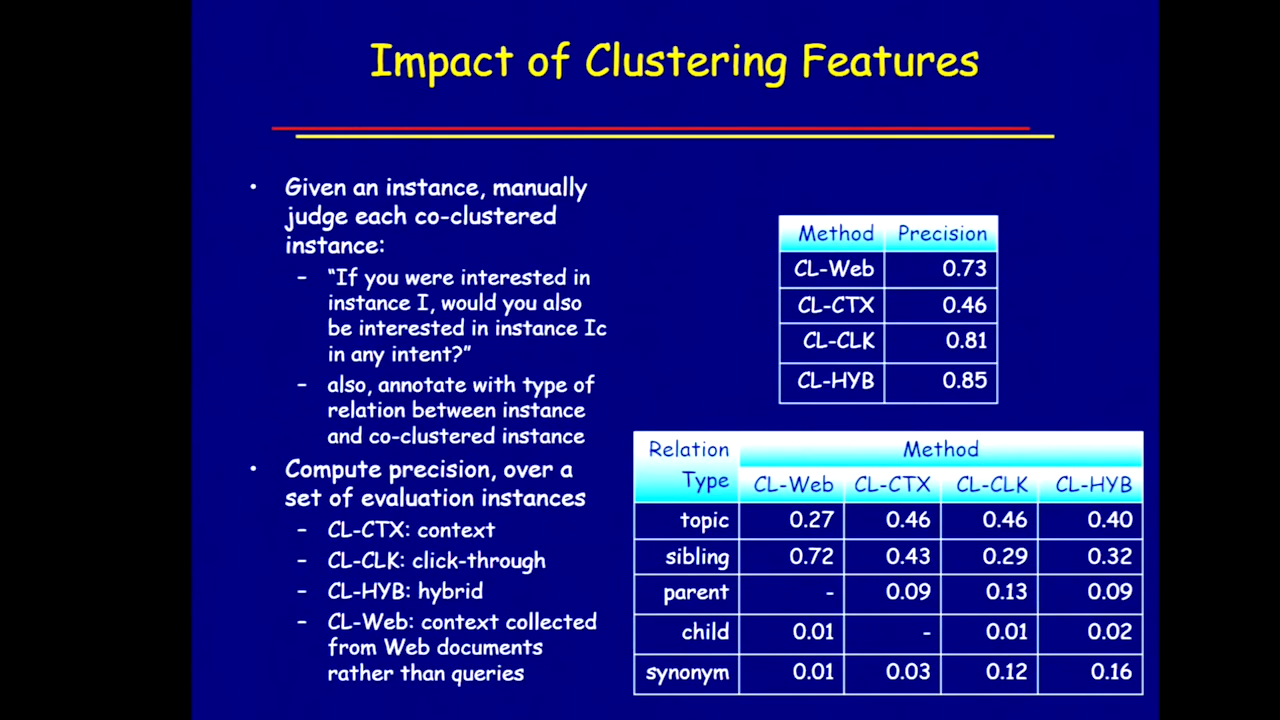 Impact of Clustering Features
• Given an instance, manually
judge each co-clustered
instance:
– “If you were interested in
instance I, would you also
be interested in instance Ic
in any intent?”
– also, annotate with type of
relation between instance
and co-clustered instance
• Compute precision, over a
set of evaluation instances
– CL-CTX: context
– CL-CLK: click-through
– CL-HYB: hybrid
– CL-Web: context collected
from Web documents
rather than queries
Method Precision
CL-Web 0.73
CL-CTX 0.46
CL-CLK 0.81
CL-HYB 0.85
Relation Method
Type CL-Web CL-CTX CL-CLK CL-HYB
topic 0.27 0.46 0.46 0.40
sibling 0.72 0.43 0.29 0.32
parent - 0.09 0.13 0.09
child 0.01 - 0.01 0.02
synonym 0.01 0.03 0.12 0.16